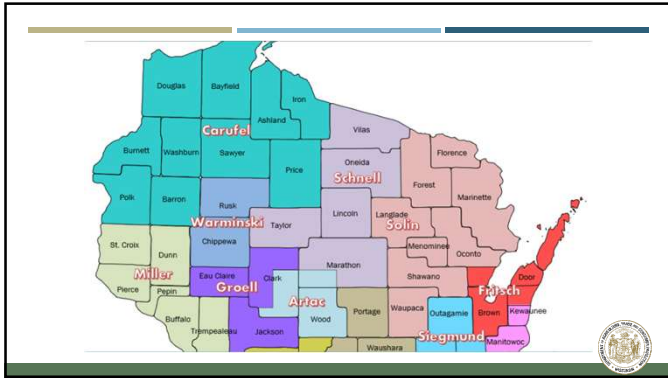 Douglas
Bayfield
Iron
Ashland
Vilas
Carufel
Burnett
Washburn
Sawyer
Price
Oneida
Florence
Forest
Schnell
Marinette
Polk
Barron
Rusk
Lincoln
Langlade
Taylor
Warminski
Solin
Chippewa
Menominee
Oconto
St. Croix
Dunn
Marathon
Shawano
Miller
Eau Claire
Clark
Door
Pierce
Pepin
Groell
Fritsch
Artac
Buffalo
Wood
Portage
Waupaca
Outagamie
Brown
Kewaunee
Trempealeau
Jackson
Siegmund
Manitowoc
Waushara